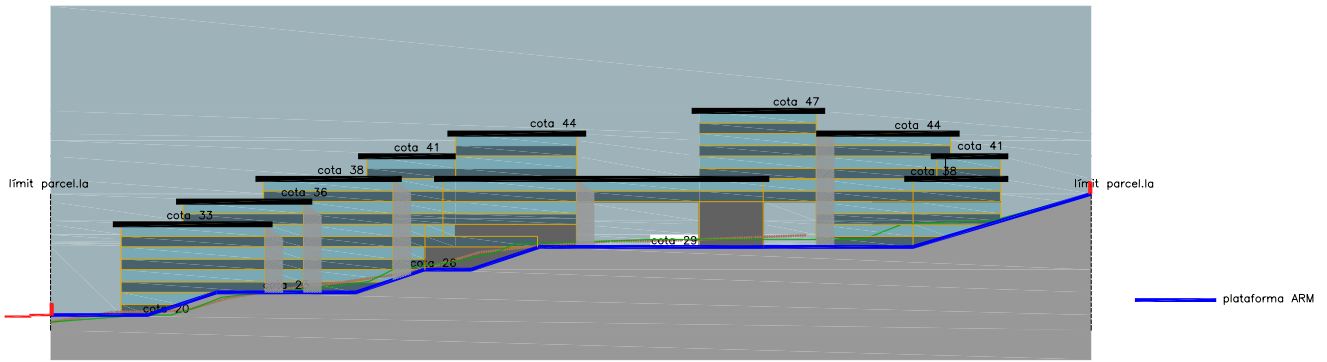 cota 47
cota 44
cota 44
cota 41
cota 41
cota 38
cota 38
límit parcel.la
límit parcel.la
cota 36
cota 33
cota 29
cota 26
cota
cota 20
plataforma ARM